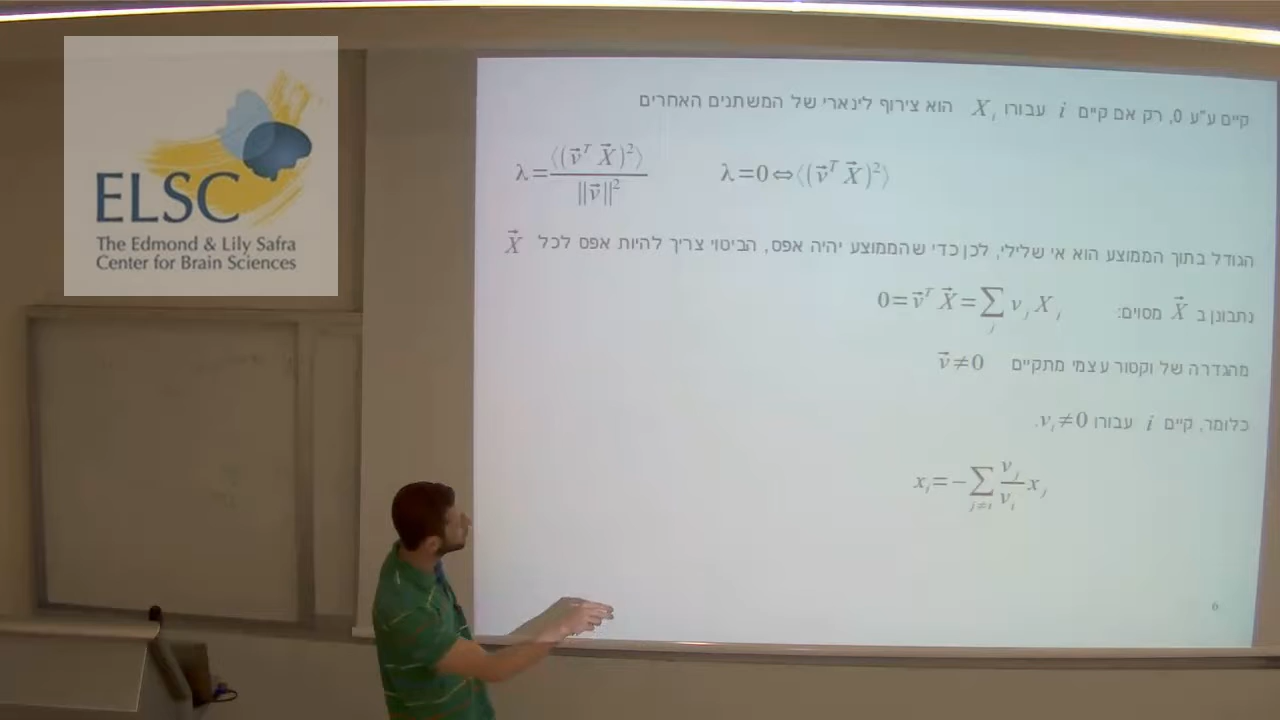 ELSC
The Edmond & Lily Safra
Center for Brain Sciences
קיים ע"ע 0, רק אם קיים i עבורו X_i הוא צירוף לינארי של המשתנים האחרים
λ=⟨(v⃗^T X⃗)^2⟩/‖v⃗‖^2 λ=0⇔⟨(v⃗^T X⃗)^2⟩
הגודל בתוך הממוצע הוא אי שלילי, לכן כדי שהממוצע יהיה אפס, הביטוי צריך להיות אפס לכל X⃗
נתבונן ב X⃗ מסוים: 0=v⃗^T X⃗=∑_j v_j X_j
מהגדרה של וקטור עצמי מתקיים v⃗≠0
כלומר, קיים i עבורו v_i≠0.
x_i=−∑_{j≠i} v_j/v_i x_j
6